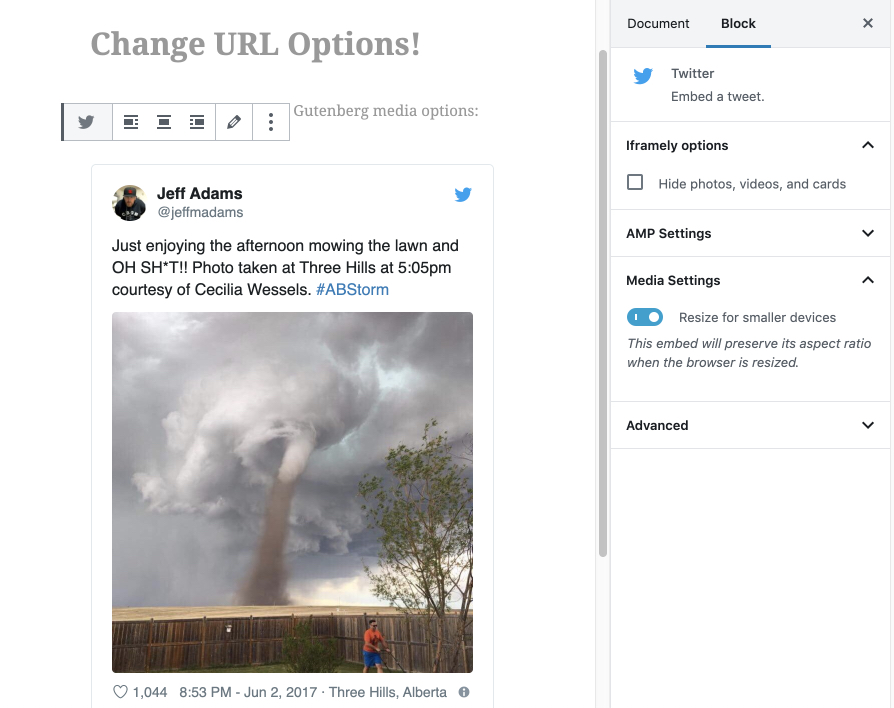 Change URL Options!
Gutenberg media options:
Jeff Adams
@jeffmadams
Just enjoying the afternoon mowing the lawn and
OH SH*T!! Photo taken at Three Hills at 5:05pm
courtesy of Cecilia Wessels. #ABStorm
1,044 8:53 PM - Jun 2, 2017 · Three Hills, Alberta
Document Block
Twitter
Embed a tweet.
Iframely options
Hide photos, videos, and cards
AMP Settings
Media Settings
Resize for smaller devices
This embed will preserve its aspect ratio
when the browser is resized.
Advanced